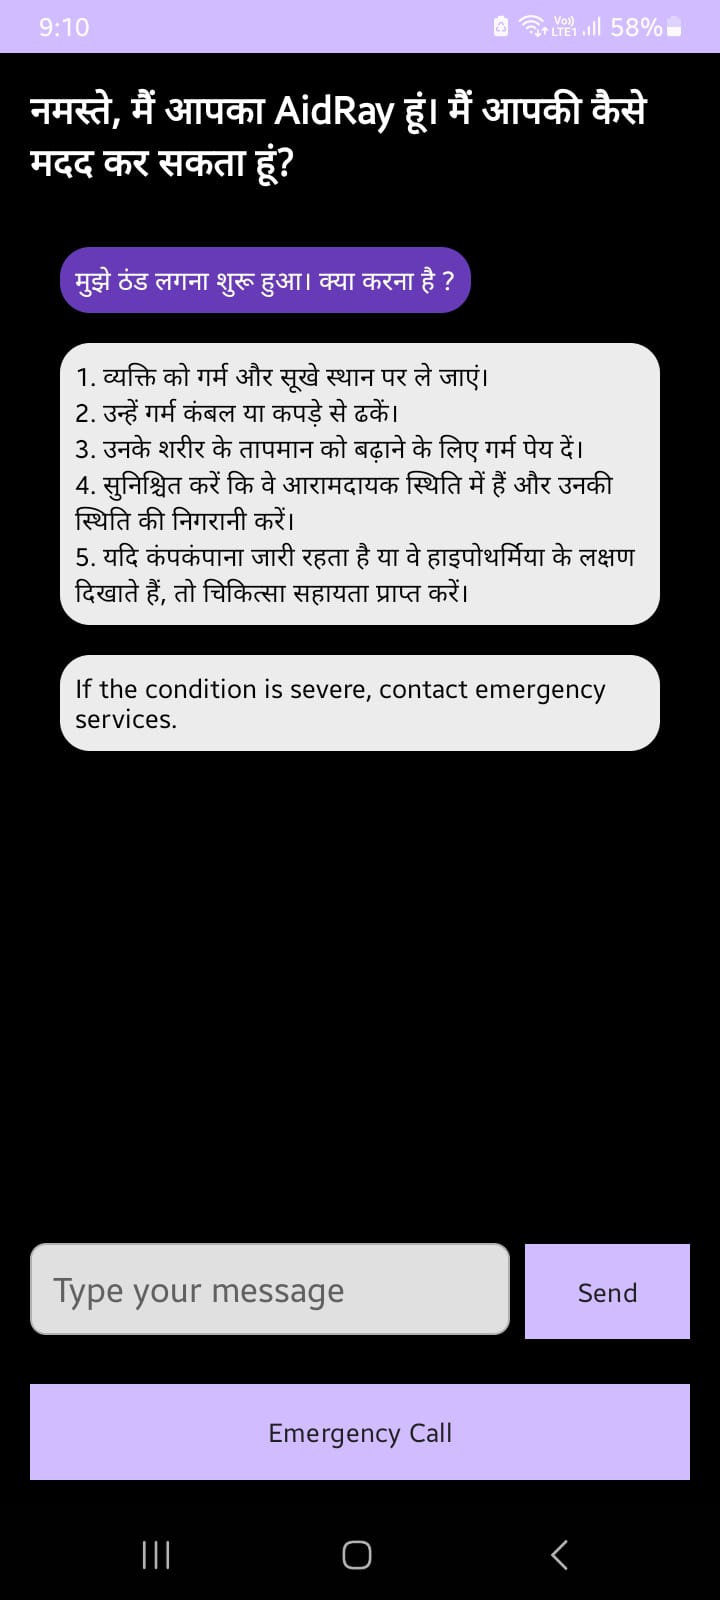 9:10
Vo)) LTE1 58%
नमस्ते, मैं आपका AidRay हूं। मैं आपकी कैसे
मदद कर सकता हूं?
मुझे ठंड लगना शुरू हुआ। क्या करना है ?
1. व्यक्ति को गर्म और सूखे स्थान पर ले जाएं।
2. उन्हें गर्म कंबल या कपड़े से ढकें।
3. उनके शरीर के तापमान को बढ़ाने के लिए गर्म पेय दें।
4. सुनिश्चित करें कि वे आरामदायक स्थिति में हैं और उनकी
स्थिति की निगरानी करें।
5. यदि कंपकंपाना जारी रहता है या वे हाइपोथर्मिया के लक्षण
दिखाते हैं, तो चिकित्सा सहायता प्राप्त करें।
If the condition is severe, contact emergency
services.
Type your message
Send
Emergency Call